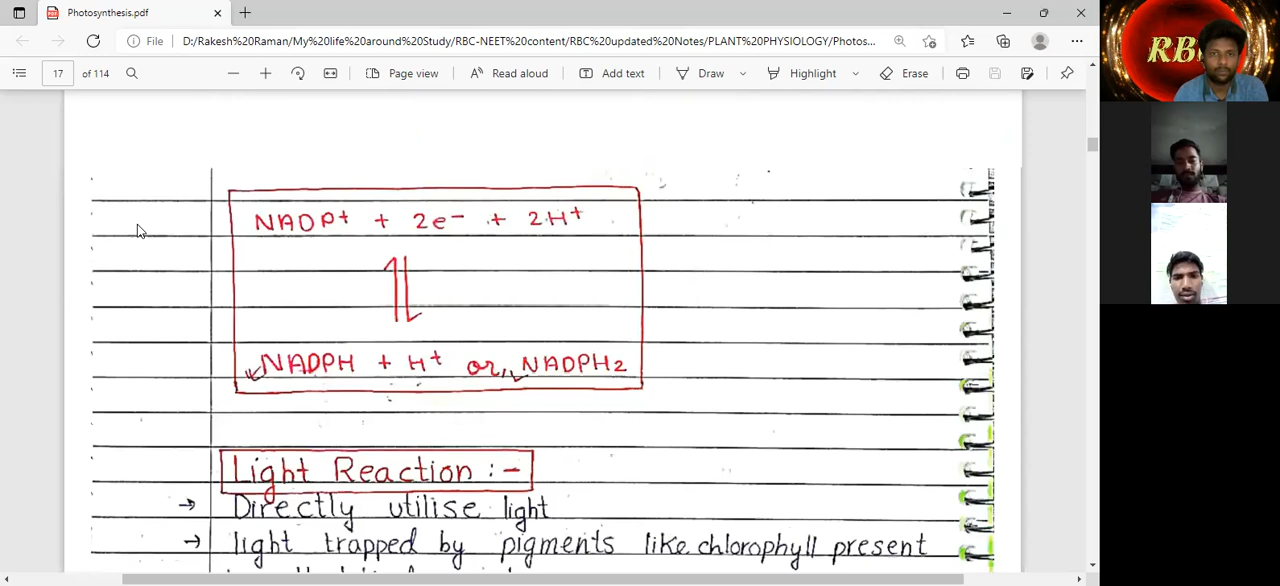 Photosynthesis.pdf
File D:/Rakesh%20Raman/My%20life%20around%20Study/RBC-NEET%20content/RBC%20updated%20Notes/PLANT%20PHYSIOLOGY/Photos...
17 of 114 Page view Read aloud Add text Draw Highlight Erase
RBC
NADP+ + 2e- + 2H+
⇅
NADPH + H+ or, NADPH2
Light Reaction :-
→ Directly utilise light
→ light trapped by pigments like chlorophyll present